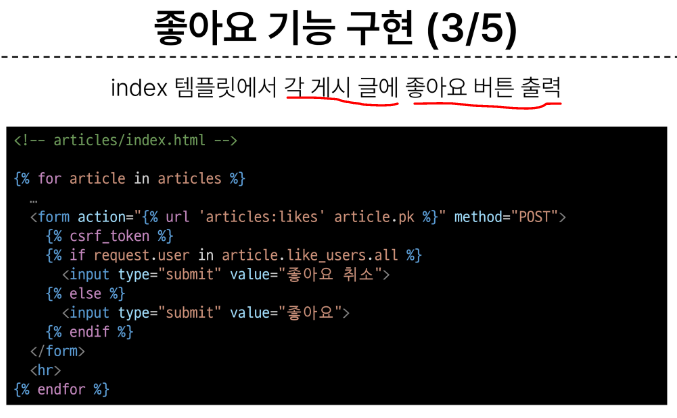 좋아요 기능 구현 (3/5)
index 템플릿에서 각 게시 글에 좋아요 버튼 출력
<!-- articles/index.html -->
{% for article in articles %}
…
<form action="{% url 'articles:likes' article.pk %}" method="POST">
{% csrf_token %}
{% if request.user in article.like_users.all %}
<input type="submit" value="좋아요 취소">
{% else %}
<input type="submit" value="좋아요">
{% endif %}
</form>
<hr>
{% endfor %}